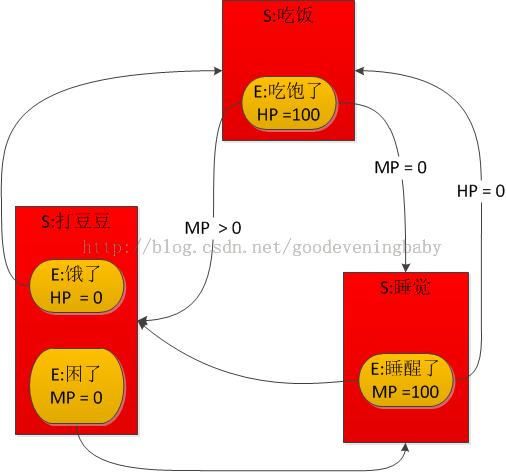 S:吃饭
E:吃饱了
HP =100
MP = 0
HP = 0
MP >0
S:打豆豆
http://blog.csdn.net/goodeveningbaby
E:饿了
HP = 0
S:睡觉
E:困了
MP = 0
E:睡醒了
MP =100